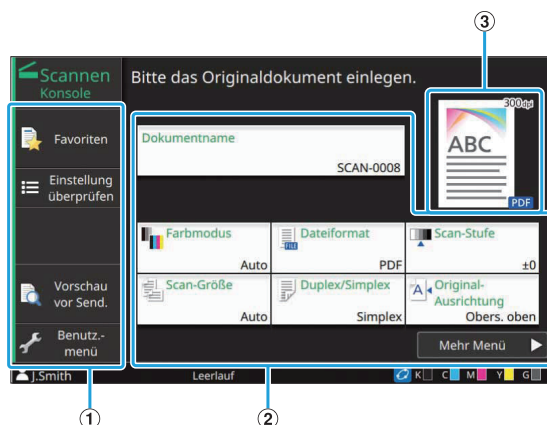 ③
Scannen
Konsole
Bitte das Originaldokument einlegen.
300dpi
ABC
PDF
Favoriten
Einstellung
überprüfen
Vorschau
vor Send.
Benutz.-
menü
Dokumentname
SCAN-0008
Farbmodus
Auto
Dateiformat
PDF
Scan-Stufe
±0
Scan-Größe
Auto
Duplex/Simplex
Simplex
A
Original-
Ausrichtung
Obers. oben
Mehr Menü
J.Smith
Leerlauf
K C M Y G
① ②